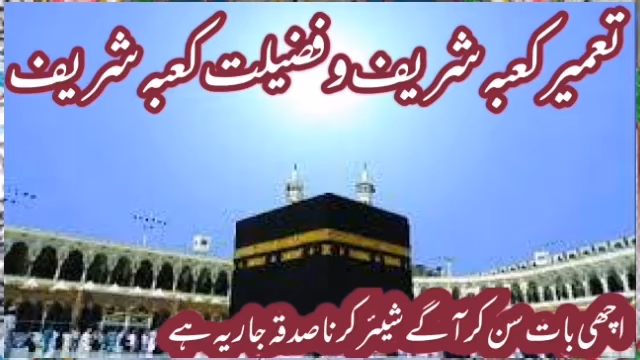 تعمیر کعبہ شریف و فضیلت کعبہ شریف
اچھی بات سن کر آگے شیئر کرنا صدقہ جاریہ ہے